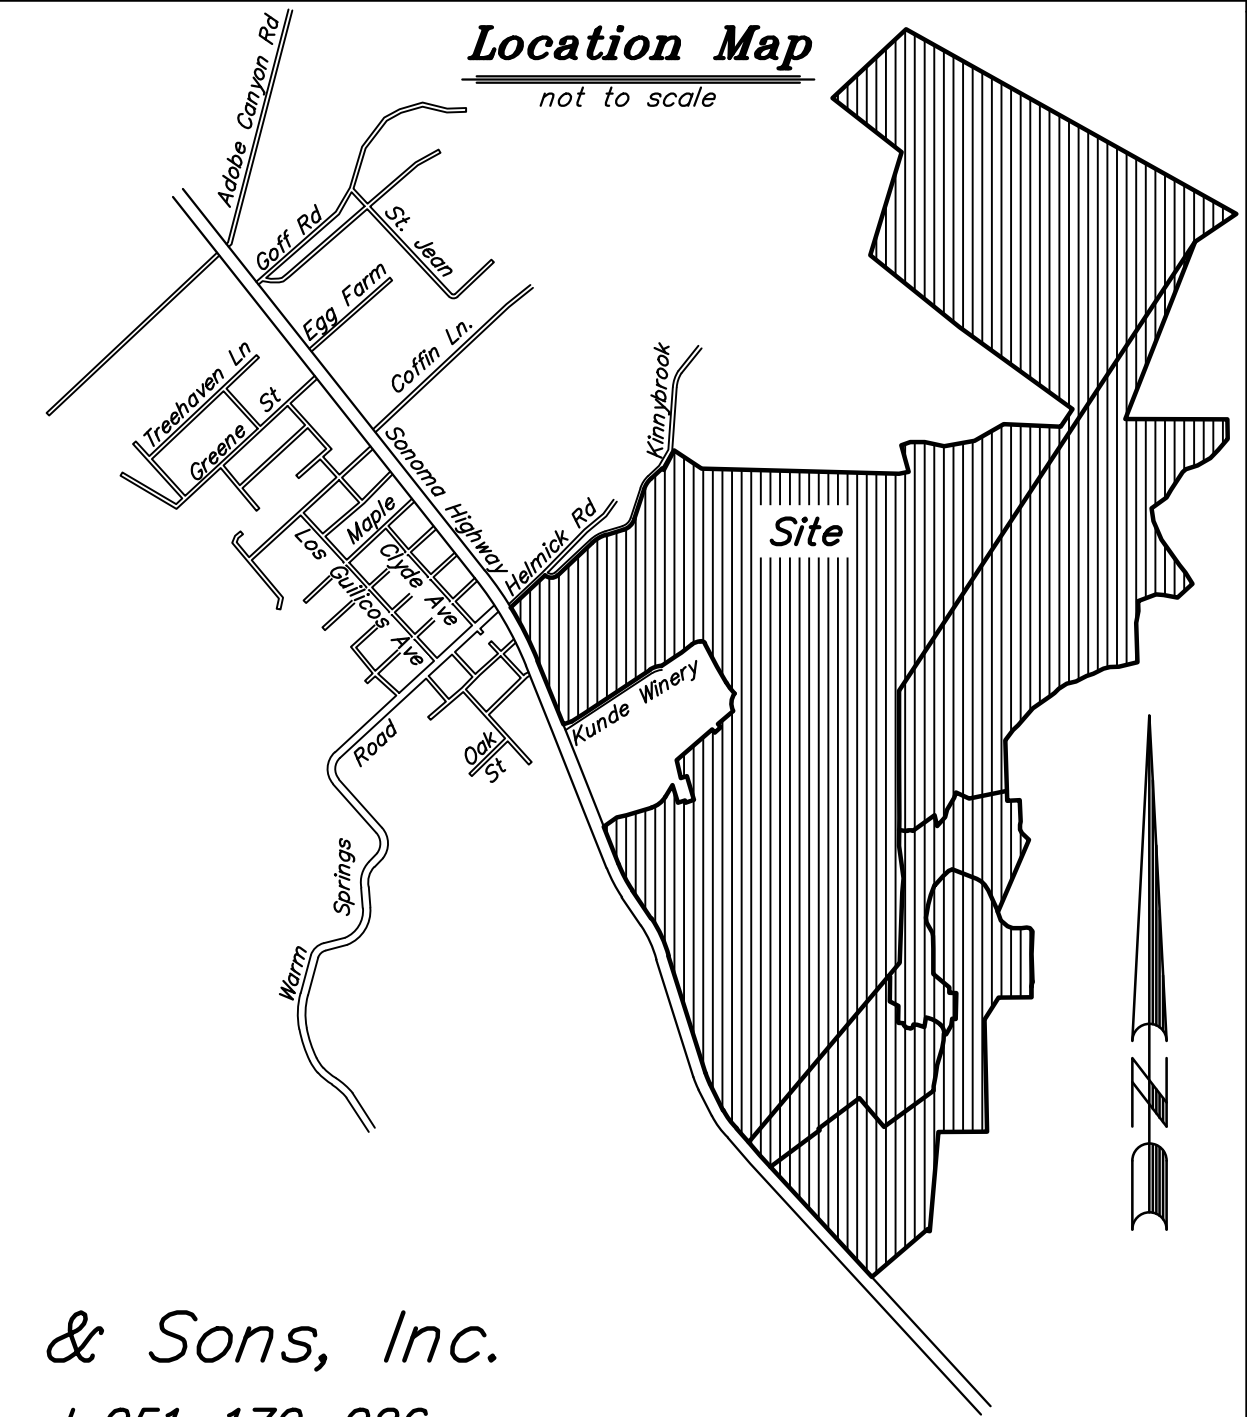 Location Map
not to scale
Adobe Canyon Rd
Goff Rd
St. Jean
Egg Farm
Coffin Ln.
Treehaven Ln
Greene St
Kinnybrook
Sonoma Highway
Maple
Clyde Ave
Los Guilicos Ave
Helmick Rd
Site
Kunde Winery
Oak
St
Warm Springs Road
N
& Sons, Inc.